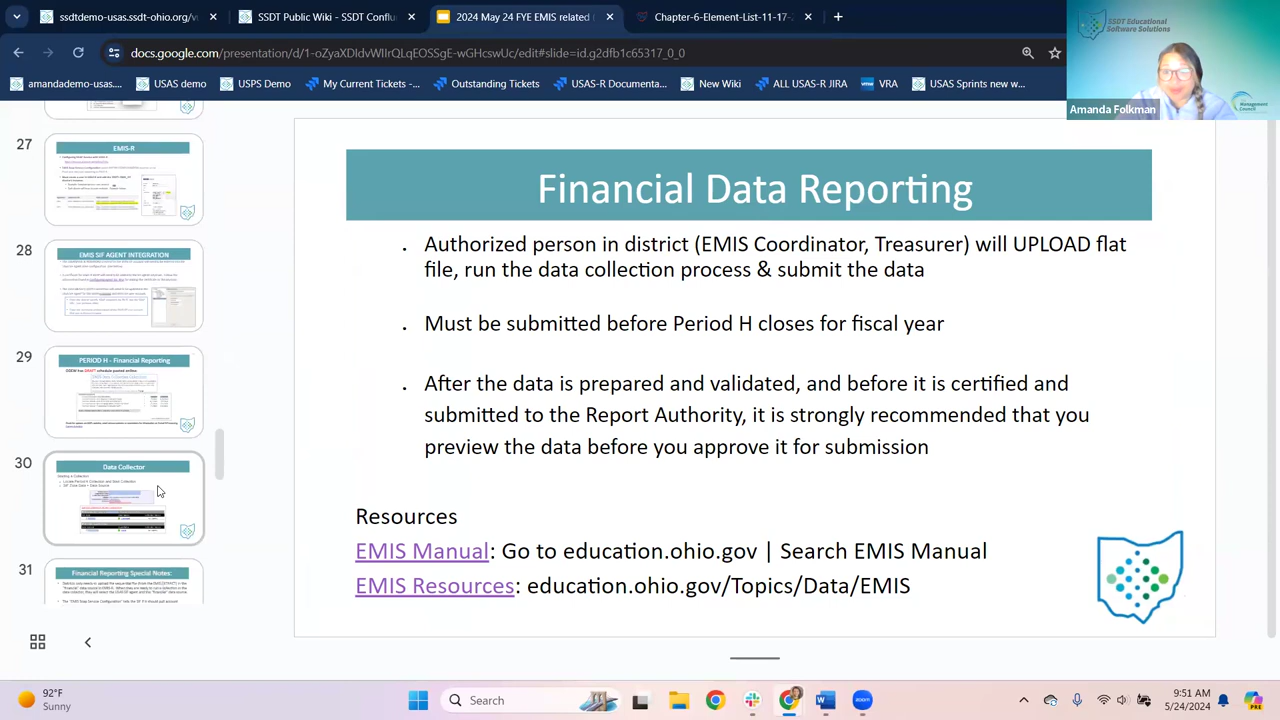 SSDT Public Wiki - SSDT Conflu
2024 May 24 FYE EMIS related
Chapter-6-Element-List-11-17-
docs.google.com/presentation/d/
edit#slide=id.g2dfb1c65317_0_0
amandademo-usas....
USAS demo
USPS Demo
My Current Tickets -...
Outstanding Tickets
USAS-R Documenta...
New Wiki
ALL USAS-R JIRA
VRA
USAS Sprints new w...
SSDT Educational
Software Solutions
Management
Council
Amanda Folkman
27
EMIS-R
28
EMIS SIF AGENT INTEGRATION
29
PERIOD H - Financial Reporting
30
Data Collector
31
Financial Reporting Special Notes:
Financial Data Reporting
• Authorized person in district (EMIS Coordinator, Treasurer) will UPLOAD flat
file, run the data collection process & submit the data
• Must be submitted before Period H closes for fiscal year
• After the data is prepared and validated, and before it is certified and
submitted to the Report Authority, it is strongly recommended that you
preview the data before you approve it for submission
Resources:
EMIS Manual: Go to education.ohio.gov | Search EMIS Manual
EMIS Resources education.ohio.gov/Topics/Data/EMIS
92°F
Sunny
Search
zoom
9:51 AM
5/24/2024
PRE